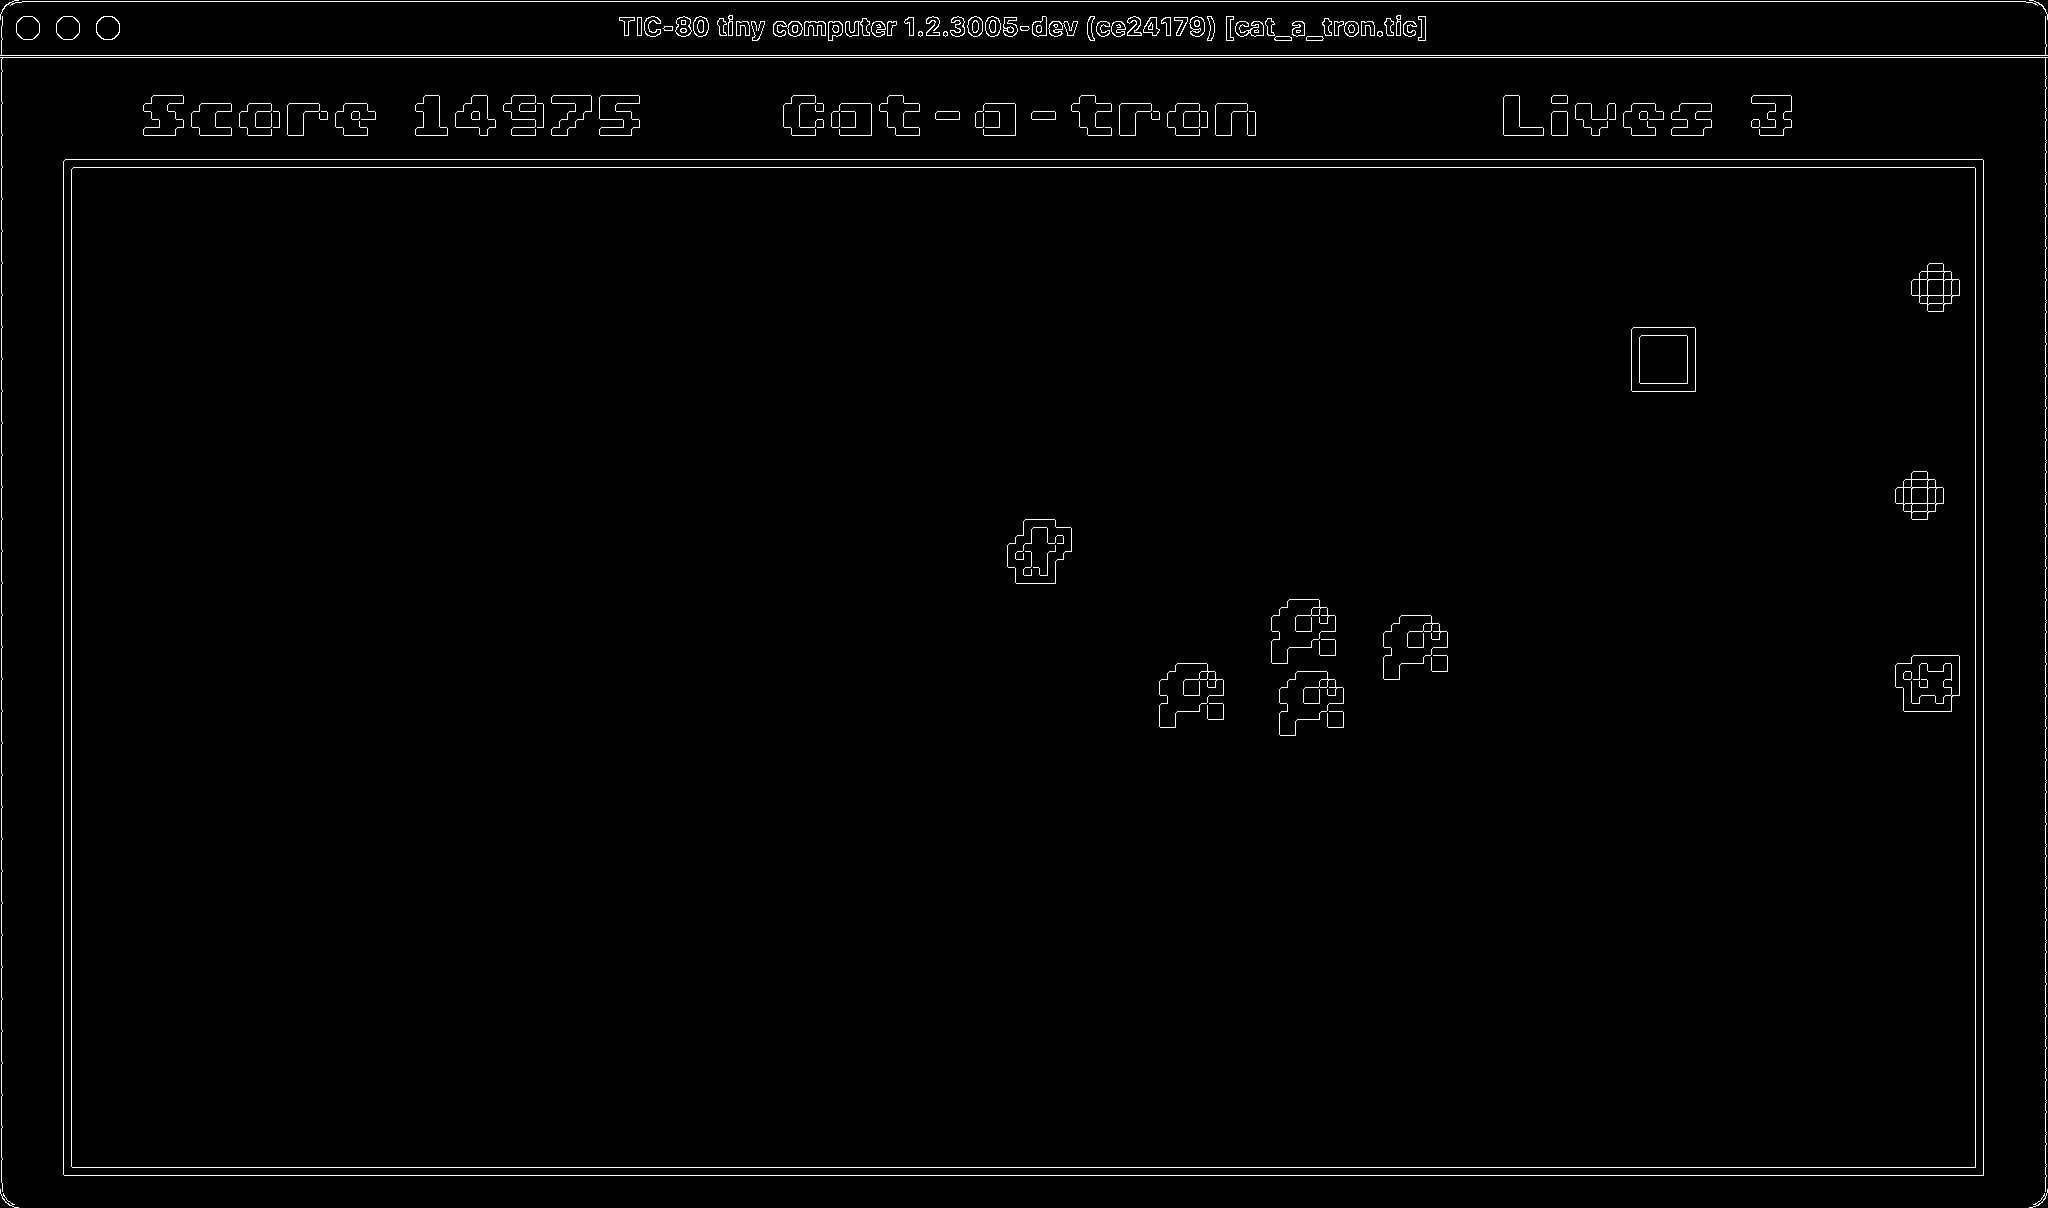 TIC-80 tiny computer 1.2.3005-dev (ce24179) [cat_a_tron.tic]
Score 14975 Cat-a-tron Lives 3